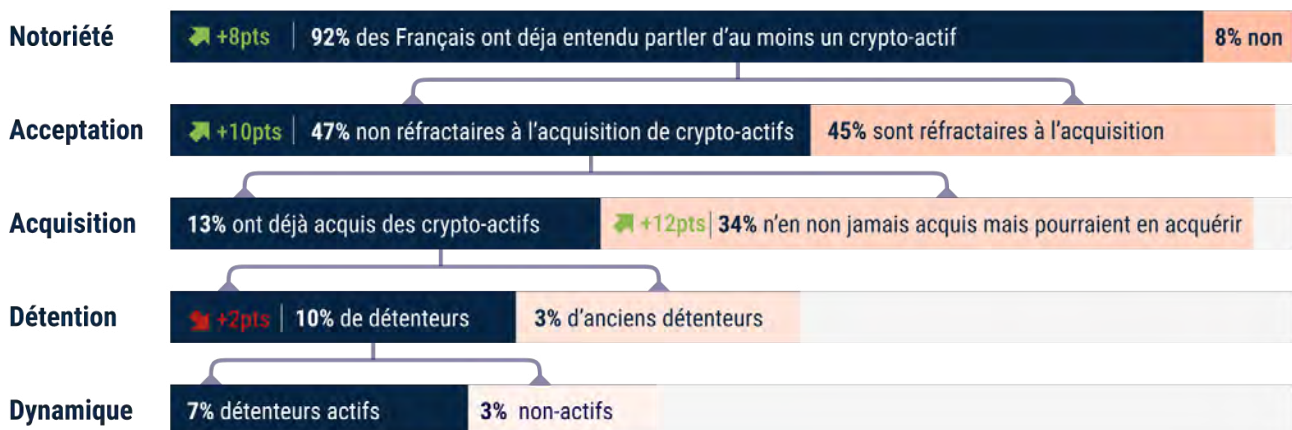 Notoriété +8pts 92% des Français ont déja entendu partler d'au moins un crypto-actif 8% non
Acceptation +10pts 47% non réfractaires à l'acquisition de crypto-actifs 45% sont réfractaires à l'acquisition
Acquisition 13% ont déjà acquis des crypto-actifs +12pts 34% n'en non jamais acquis mais pourraient en acquérir
Détention +2pts 10% de détenteurs 3% d'anciens détenteurs
Dynamique 7% détenteurs actifs 3% non-actifs